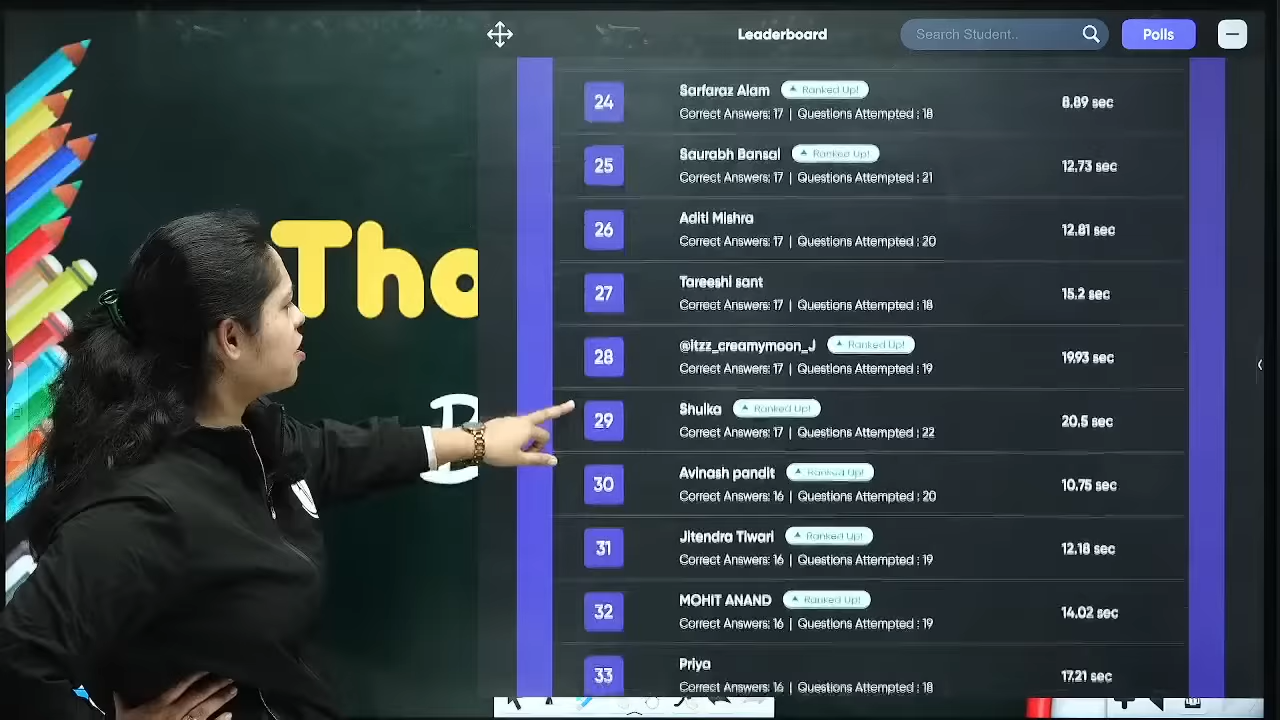 Leaderboard
Search Student..
Polls
Tha
B
24
Sarfaraz Alam
Ranked Up!
Correct Answers: 17 | Questions Attempted : 18
8.89 sec
25
Saurabh Bansal
Ranked Up!
Correct Answers: 17 | Questions Attempted : 21
12.73 sec
26
Aditi Mishra
Correct Answers: 17 | Questions Attempted : 20
12.81 sec
27
Tareeshi sant
Correct Answers: 17 | Questions Attempted : 18
15.2 sec
28
@Itzz_creamymoon_J
Ranked Up!
Correct Answers: 17 | Questions Attempted : 19
19.93 sec
29
Shulka
Ranked Up!
Correct Answers: 17 | Questions Attempted : 22
20.5 sec
30
Avinash pandit
Ranked Up!
Correct Answers: 16 | Questions Attempted : 20
10.75 sec
31
Jitendra Tiwari
Ranked Up!
Correct Answers: 16 | Questions Attempted : 19
12.18 sec
32
MOHIT ANAND
Ranked Up!
Correct Answers: 16 | Questions Attempted : 19
14.02 sec
33
Priya
Correct Answers: 16 | Questions Attempted : 18
17.21 sec